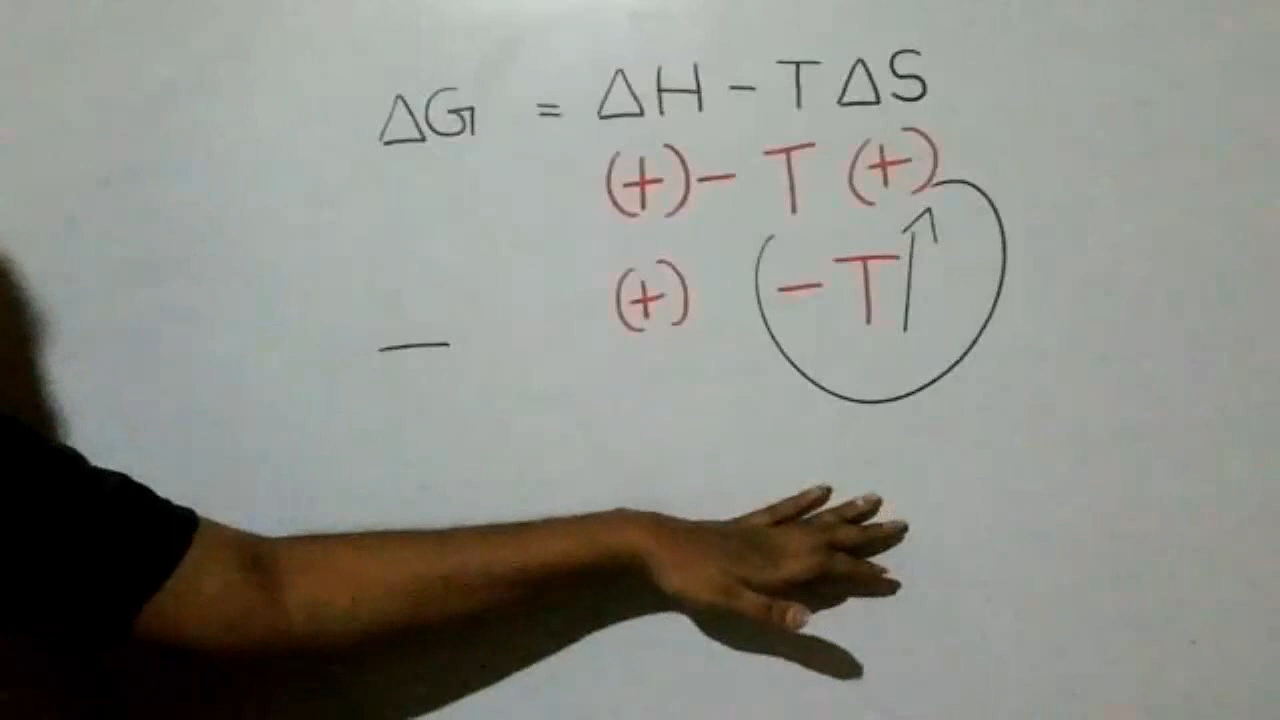 ΔG = ΔH - TΔS
(+) - T (+)
(+) (- T↑
—